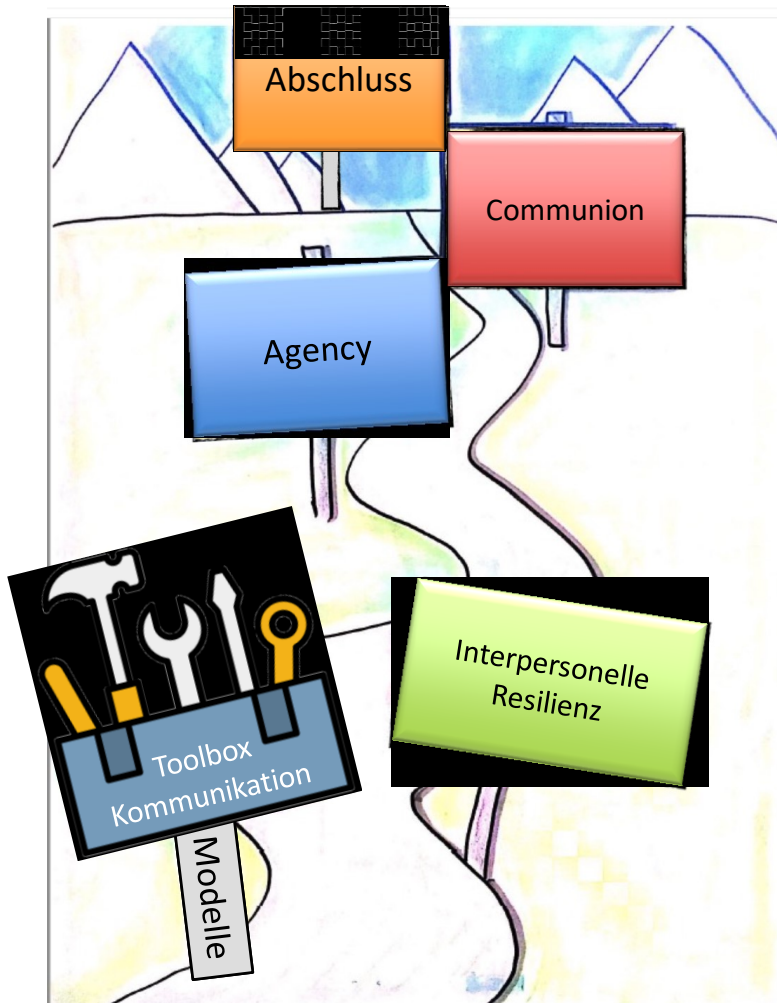 Abschluss
Communion
Agency
Interpersonelle
Resilienz
Toolbox
Kommunikation
Modelle